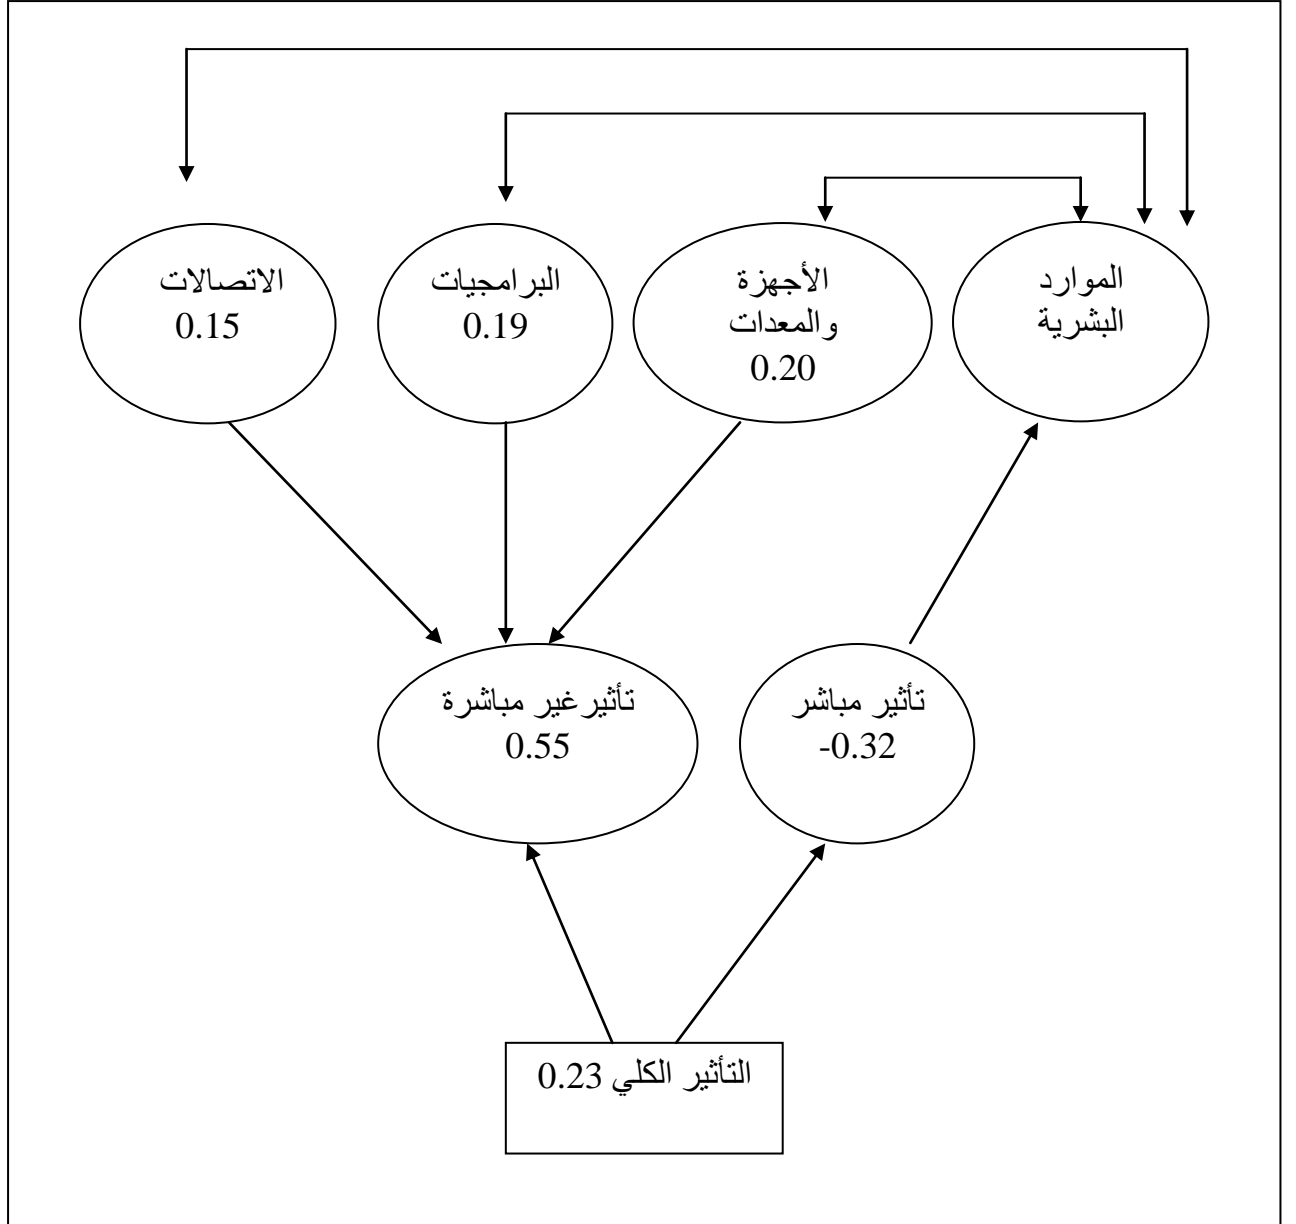 الموارد
البشرية
الأجهزة
والمعدات
0.20
البرامجيات
0.19
الاتصالات
0.15
تأثير مباشر
-0.32
تأثيرغير مباشرة
0.55
التأثير الكلي 0.23